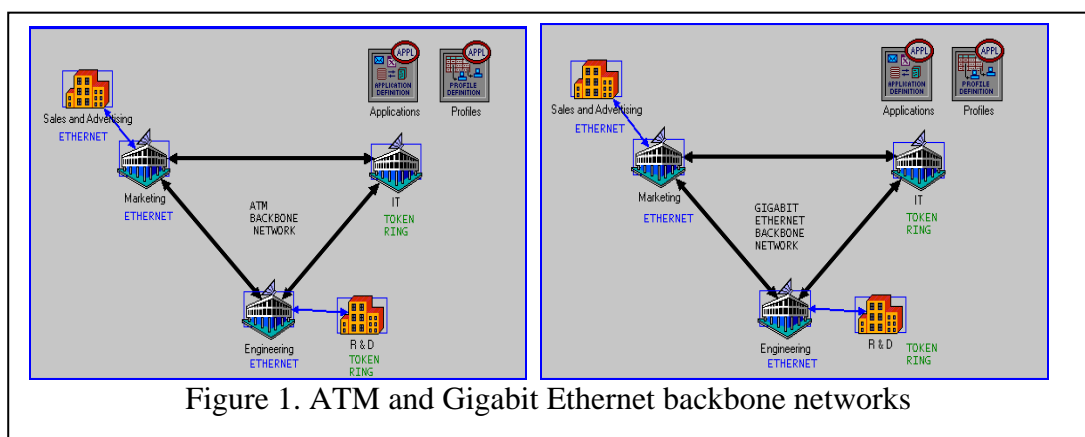 APPL
APPL
APPLICATION
DEFINITION
PROFILE
DEFINITION
Applications
Profiles
Sales and Advertising
ETHERNET
Marketing
ETHERNET
IT
TOKEN
RING
ATM
BACKBONE
NETWORK
Engineering
ETHERNET
R & D
TOKEN
RING
APPL
APPL
APPLICATION
DEFINITION
PROFILE
DEFINITION
Applications
Profiles
Sales and Advertising
ETHERNET
Marketing
ETHERNET
IT
TOKEN
RING
GIGABIT
ETHERNET
BACKBONE
NETWORK
Engineering
ETHERNET
R & D
TOKEN
RING
Figure 1. ATM and Gigabit Ethernet backbone networks